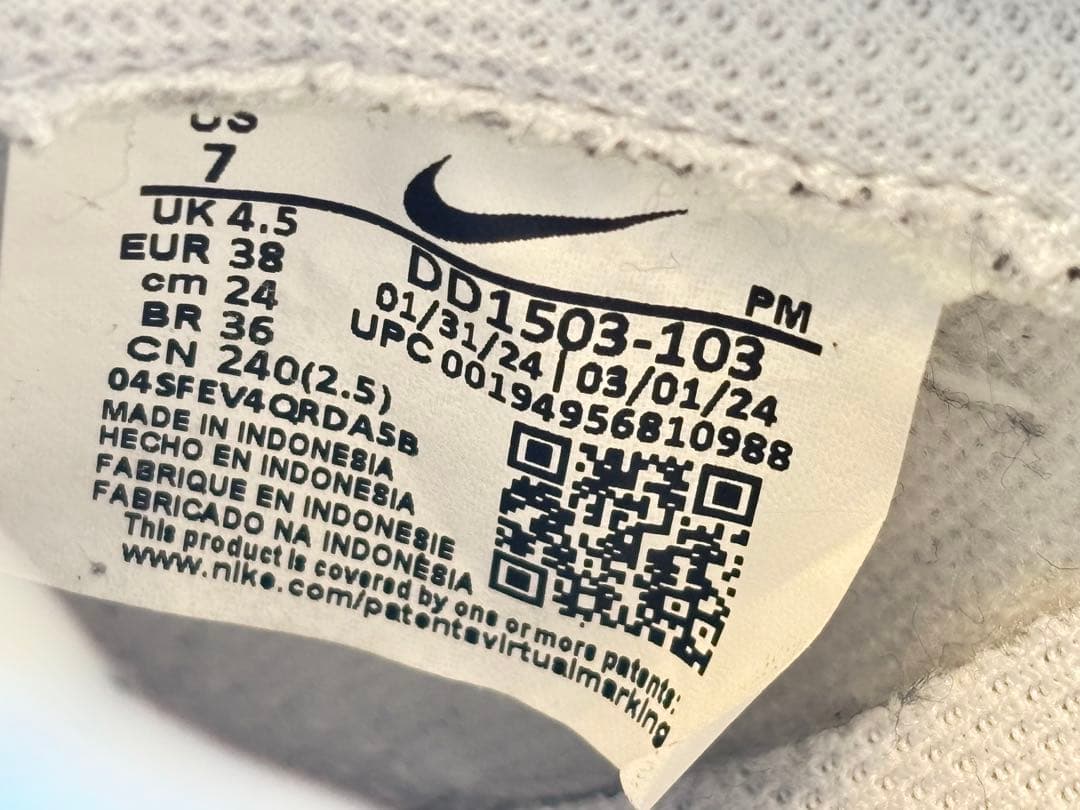 US
7
UK 4.5
EUR 38
cm 24
BR 36
CN 240(2.5)
04SFEV4QRDASB
MADE IN INDONESIA
HECHO EN INDONESIA
FABRIQUE EN INDONESIE
FABRICADO NA INDONÉSIA
This product is covered by one or more patents:
www.nike.com/patentsvirtualmarking
PM
DD1503-103
01/31/24 | 03/01/24
UPC 00194956810988